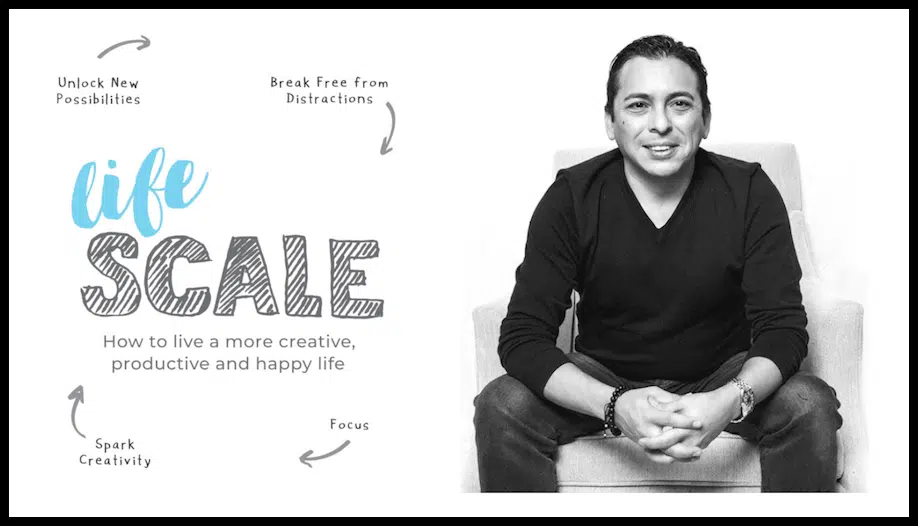 Unlock New
Possibilities
Break Free from
Distractions
life
SCALE
How to live a more creative,
productive and happy life
Spark
Creativity
Focus